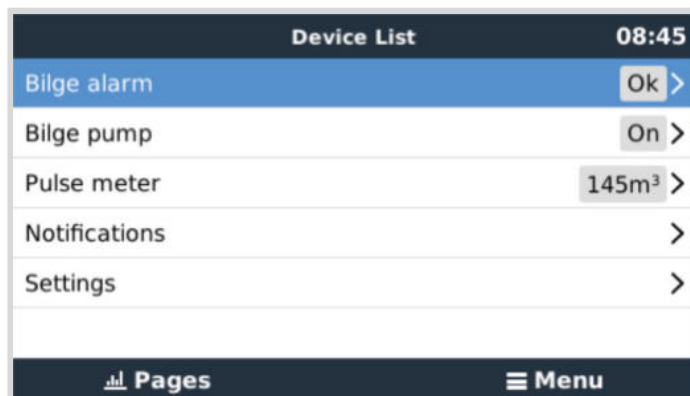 Device List 08:45
Bilge alarm Ok
Bilge pump On
Pulse meter 145m³
Notifications
Settings
Pages Menu